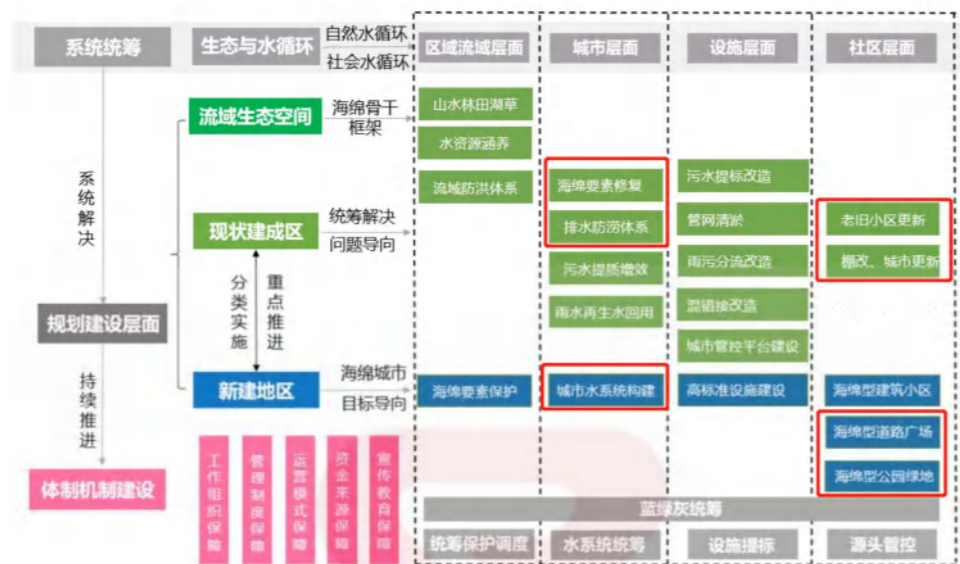 系统统筹
生态与水循环
自然水循环
社会水循环
区域流域层面
城市层面
设施层面
社区层面
流域生态空间
海绵骨干
框架
山水林田湖草
水资源涵养
流域防洪体系
海绵要素修复
排水防涝体系
污水提质增效
雨水再生水回用
污水提标改造
管网清淤
雨污分流改造
混错接改造
城市管控平台建设
老旧小区更新
棚改、城市更新
系统解决
现状建成区
统筹解决
问题导向
分类实施
重点推进
规划建设层面
新建地区
海绵城市
目标导向
海绵要素保护
城市水系统构建
高标准设施建设
海绵型建筑小区
海绵型道路广场
海绵型公园绿地
持续推进
体制机制建设
工作组织保障
管理制度保障
运营模式保障
资金来源保障
宣传教育保障
蓝绿灰统筹
统筹保护调度
水系统统筹
设施提标
源头管控